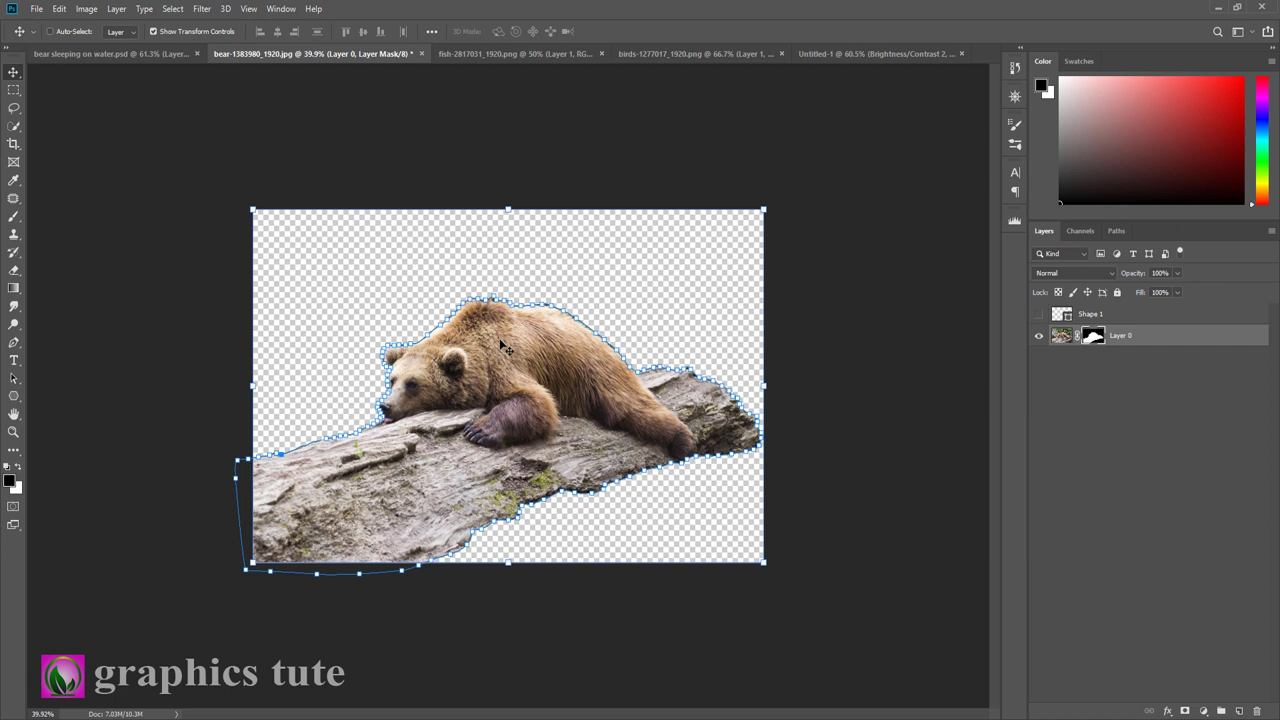 File Edit Image Layer Type Select Filter 3D View Window Help
Auto-Select: Layer Show Transform Controls 3D Mode:
bear sleeping on water.psd @ 61.3% (Layer... bear-1383980_1920.jpg @ 39.9% (Layer 0, Layer Mask/8) * fish-2817031_1920.png @ 50% (Layer 1, RG... birds-1277017_1920.png @ 66.7% (Layer 1, ... Untitled-1 @ 60.5% (Brightness/Contrast 2, ...
Color Swatches
Layers Channels Paths
Kind
Normal Opacity: 100%
Lock: Fill: 100%
Shape 1
Layer 0
graphics tute
39.92% Doc: 7.03M/10.3M